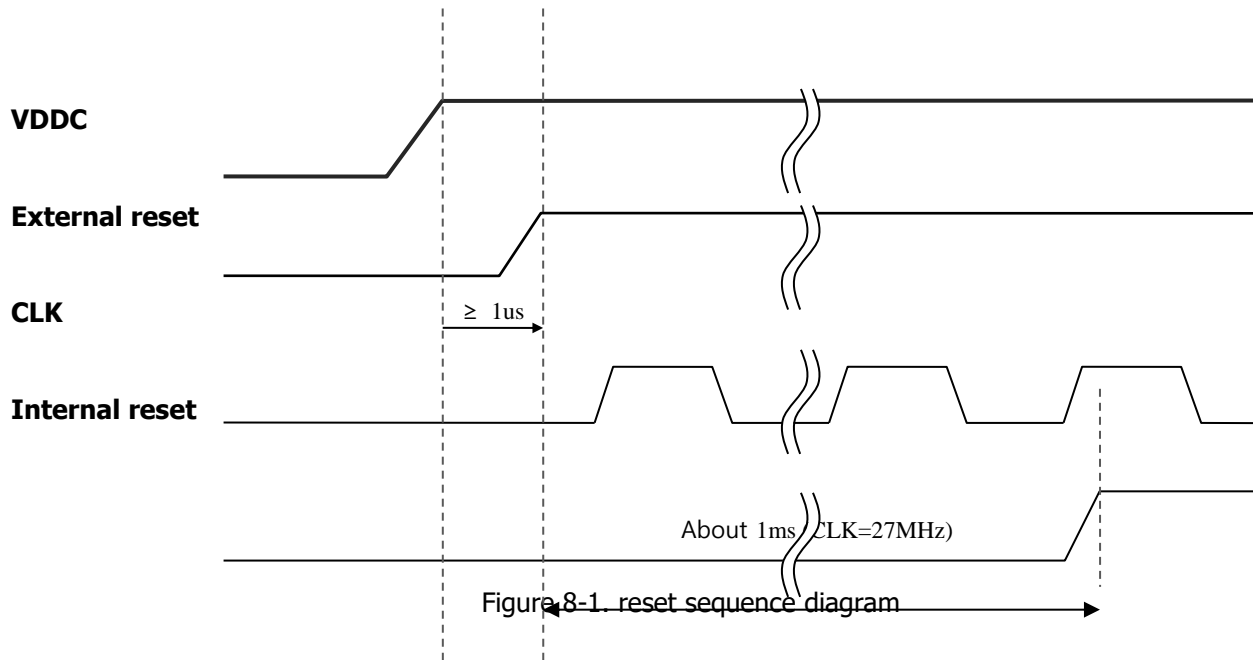 VDDC
External reset
CLK
≥ 1us
Internal reset
About 1ms (CLK=27MHz)
Figure 8-1. reset sequence diagram